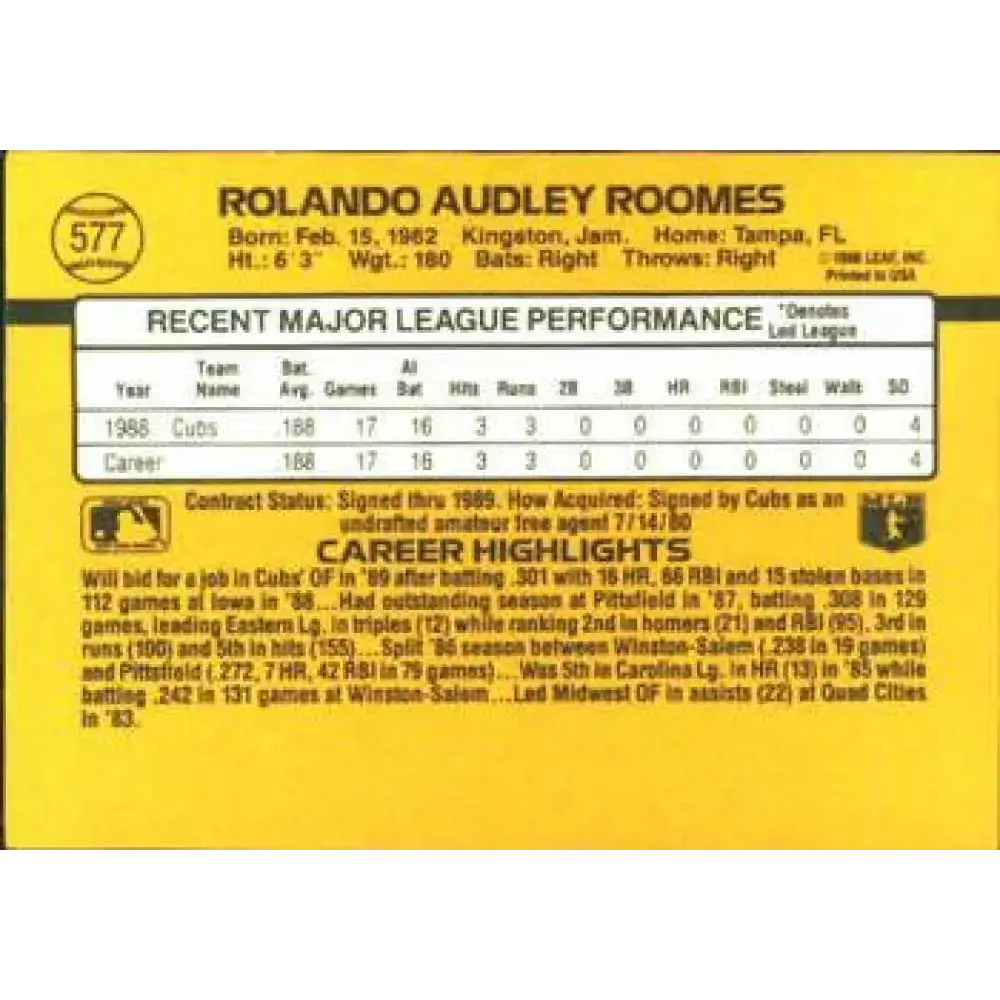 577
ROLANDO AUDLEY ROOMES
Born: Feb. 15, 1962 Kingston, Jam. Home: Tampa, FL
Ht.: 6'3" Wgt.: 180 Bats: Right Throws: Right
© 1988 LEAF, INC.
Printed in USA
RECENT MAJOR LEAGUE PERFORMANCE *Denotes Led League
Year Team Name Bat. Avg. Games At Bat Hits Runs 2B 3B HR RBI Steal Walk SO
1988 Cubs .188 17 16 3 3 0 0 0 0 0 0 4
Career .188 17 16 3 3 0 0 0 0 0 0 4
Contract Status: Signed thru 1989. How Acquired: Signed by Cubs as an
undrafted amateur free agent 7/14/80
CAREER HIGHLIGHTS
Will bid for a job in Cubs' OF in '89 after batting .301 with 16 HR, 66 RBI and 15 stolen bases in
112 games at Iowa in '88...Had outstanding season at Pittsfield in '87, batting .308 in 129
games, leading Eastern Lg. in triples (12) while ranking 2nd in homers (21) and RBI (95), 3rd in
runs (100) and 5th in hits (155)...Split '86 season between Winston-Salem (.238 in 19 games)
and Pittsfield (.272, 7 HR, 42 RBI in 79 games)...Was 5th in Carolina Lg. in HR (13) in '85 while
batting .242 in 131 games at Winston-Salem...Led Midwest OF in assists (22) at Quad Cities
in '83.